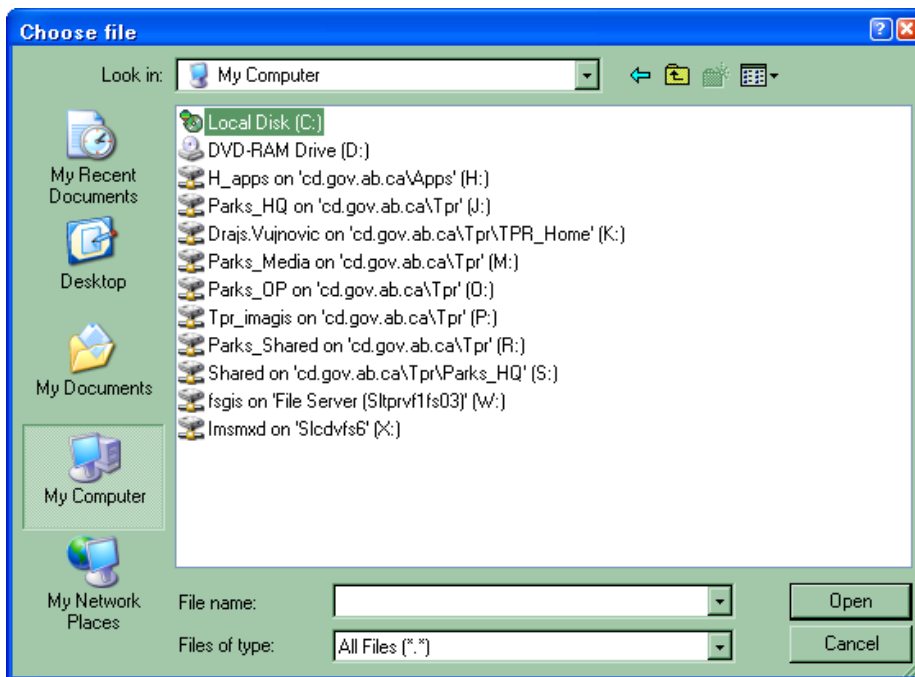 Choose file
Look in:
My Computer
My Recent
Documents
Desktop
My Documents
My Computer
My Network
Places
Local Disk (C:)
DVD-RAM Drive (D:)
H_apps on 'cd.gov.ab.ca\Apps' (H:)
Parks_HQ on 'cd.gov.ab.ca\Tpr' (J:)
Drajs.Vujnovic on 'cd.gov.ab.ca\Tpr\TPR_Home' (K:)
Parks_Media on 'cd.gov.ab.ca\Tpr' (M:)
Parks_OP on 'cd.gov.ab.ca\Tpr' (O:)
Tpr_imagis on 'cd.gov.ab.ca\Tpr' (P:)
Parks_Shared on 'cd.gov.ab.ca\Tpr' (R:)
Shared on 'cd.gov.ab.ca\Tpr\Parks_HQ' (S:)
fsgis on 'File Server (Sltprvf1fs03)' (W:)
Imsmxd on 'Slcdvfs6' (X:)
File name:
Open
Files of type:
All Files (*.*)
Cancel